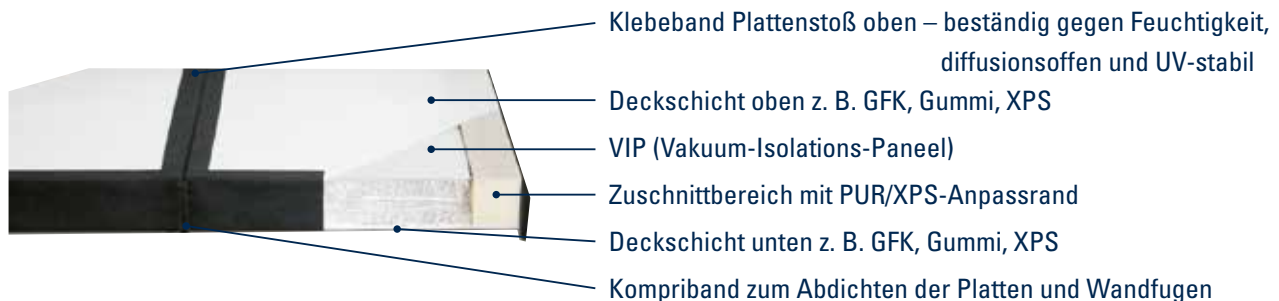 Klebeband Plattenstoß oben – beständig gegen Feuchtigkeit,
diffusionsoffen und UV-stabil
Deckschicht oben z. B. GFK, Gummi, XPS
VIP (Vakuum-Isolations-Paneel)
Zuschnittbereich mit PUR/XPS-Anpassrand
Deckschicht unten z. B. GFK, Gummi, XPS
Kompriband zum Abdichten der Platten und Wandfugen